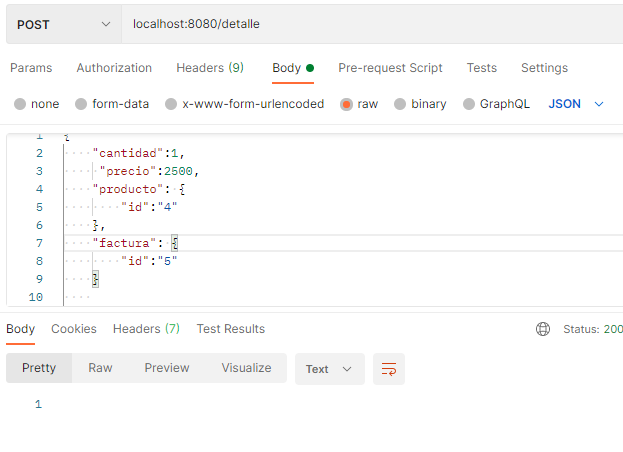 POST localhost:8080/detalle
Params Authorization Headers (9) Body Pre-request Script Tests Settings
none form-data x-www-form-urlencoded raw binary GraphQL JSON
1 {
2 "cantidad":1,
3 "precio":2500,
4 "producto": {
5 "id":"4"
6 },
7 "factura": {
8 "id":"5"
9 }
10
Body Cookies Headers (7) Test Results Status: 200
Pretty Raw Preview Visualize Text
1